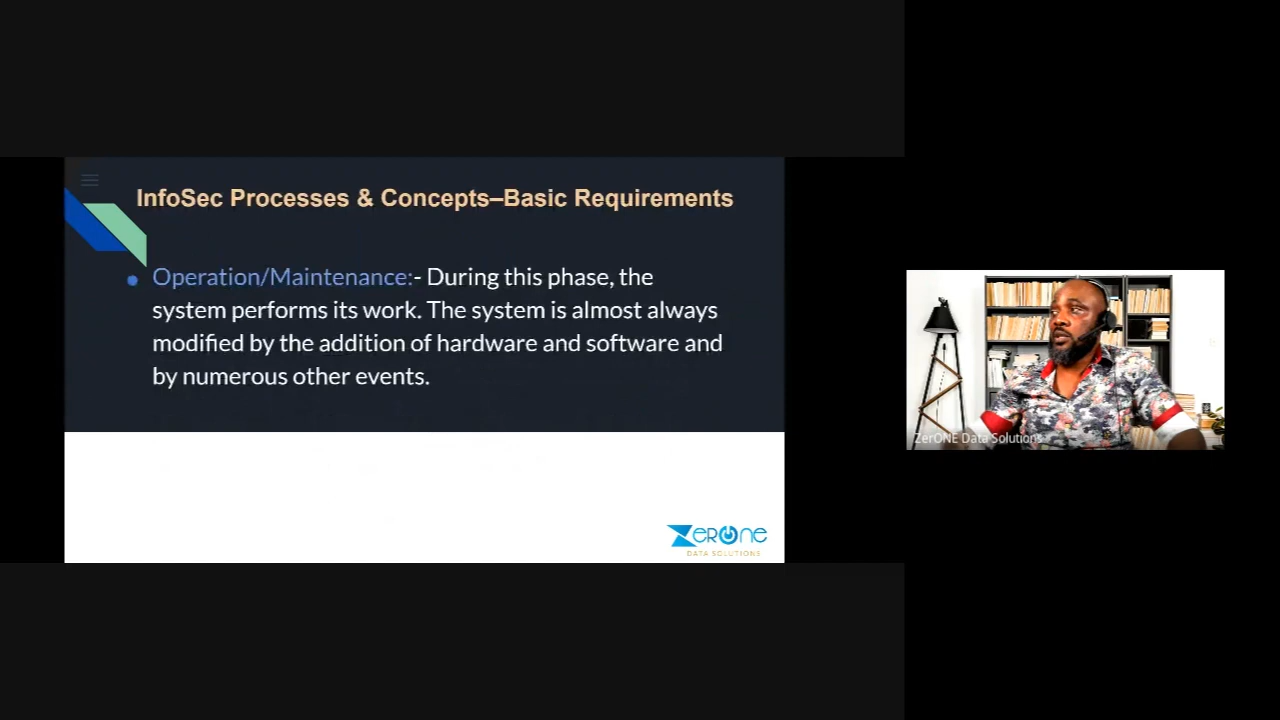 InfoSec Processes & Concepts–Basic Requirements
Operation/Maintenance:- During this phase, the
system performs its work. The system is almost always
modified by the addition of hardware and software and
by numerous other events.
ZerOne
DATA SOLUTIONS
ZerONE Data Solutions